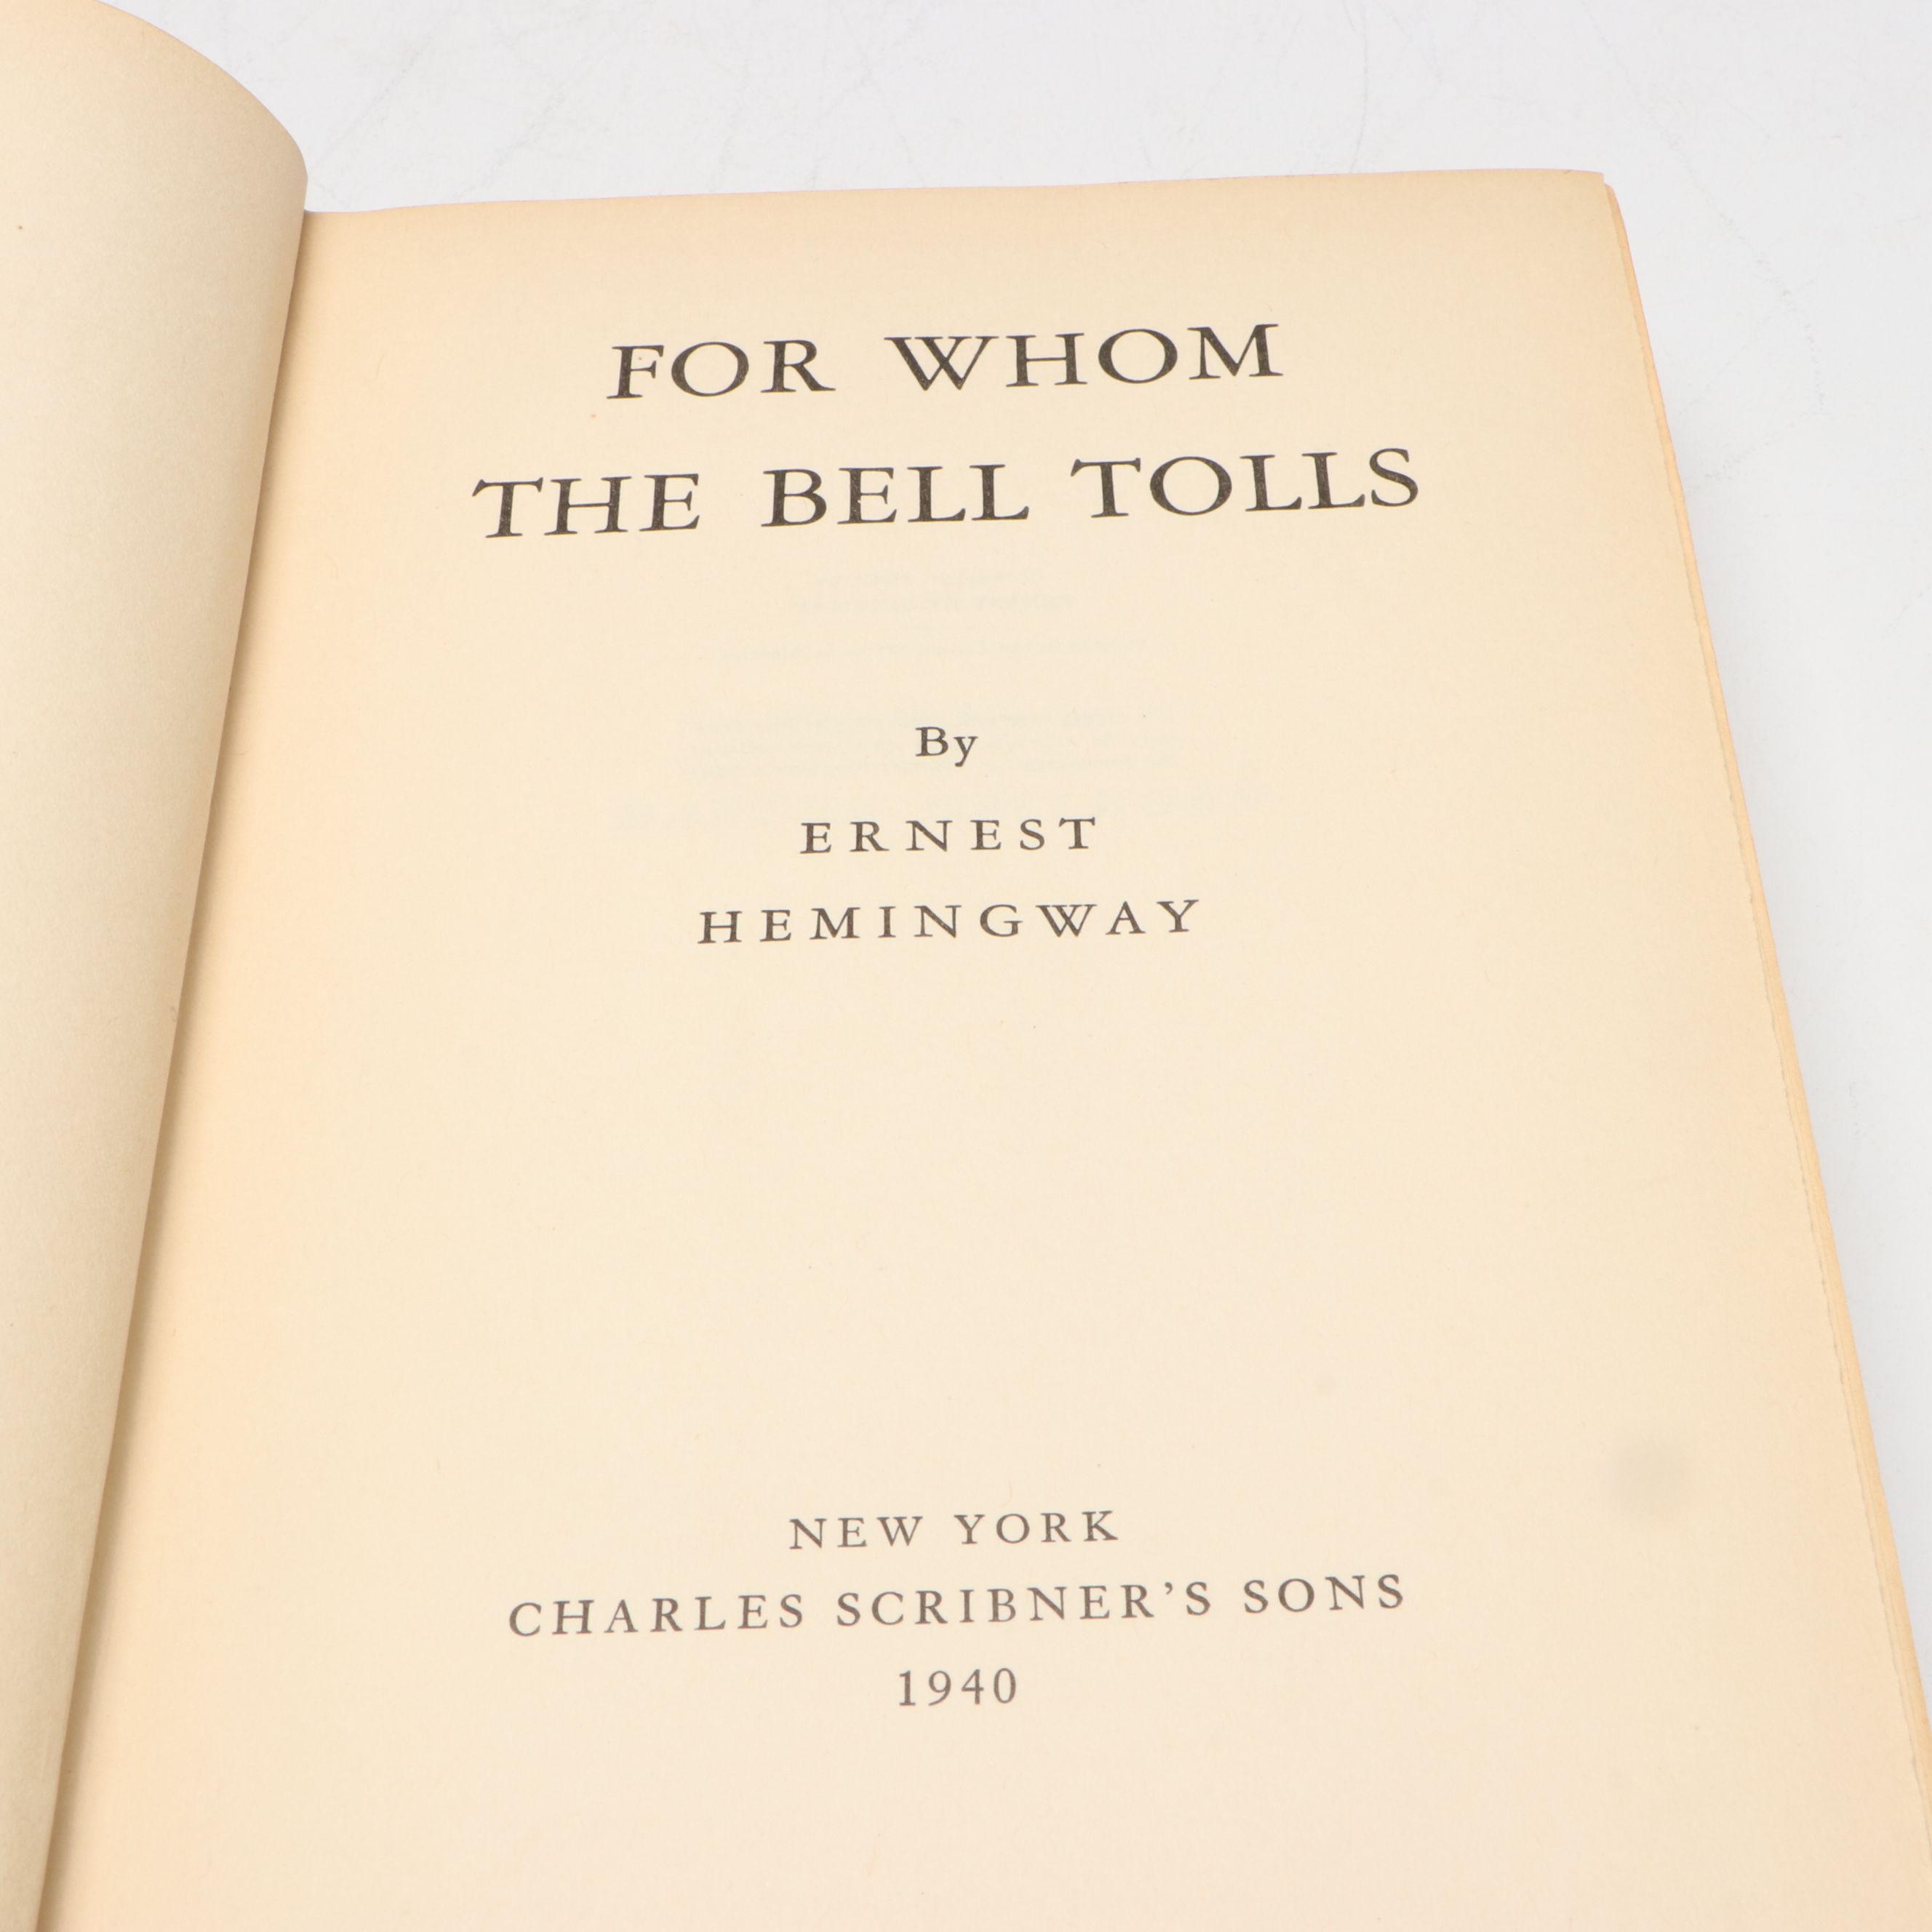 FOR WHOM
THE BELL TOLLS
By
ERNEST
HEMINGWAY
NEW YORK
CHARLES SCRIBNER’S SONS
1940